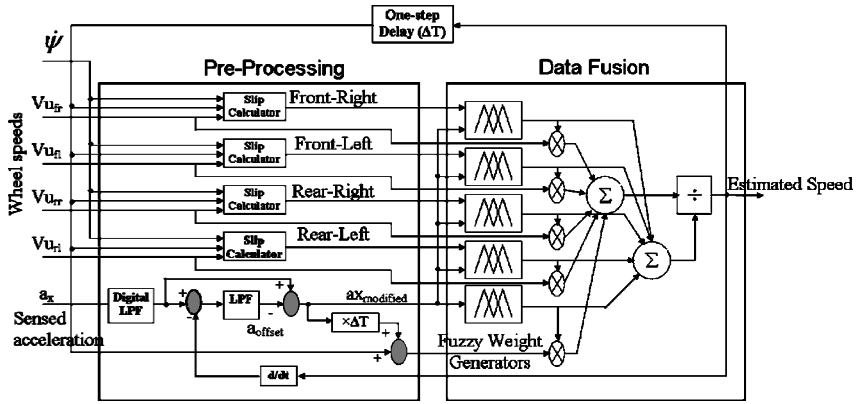 One-step
Delay (ΔT)
ψ̇
Pre-Processing
Data Fusion
Wheel speeds
Vu_fr
Slip
Calculator
Front-Right
Vu_fl
Slip
Calculator
Front-Left
Vu_rr
Slip
Calculator
Rear-Right
Vu_rl
Slip
Calculator
Rear-Left
Σ
÷
Estimated Speed
Σ
a_x
Sensed
acceleration
Digital
LPF
+
-
LPF
a_offset
+
-
ax_modified
×ΔT
+
+
Fuzzy Weight
Generators
d/dt